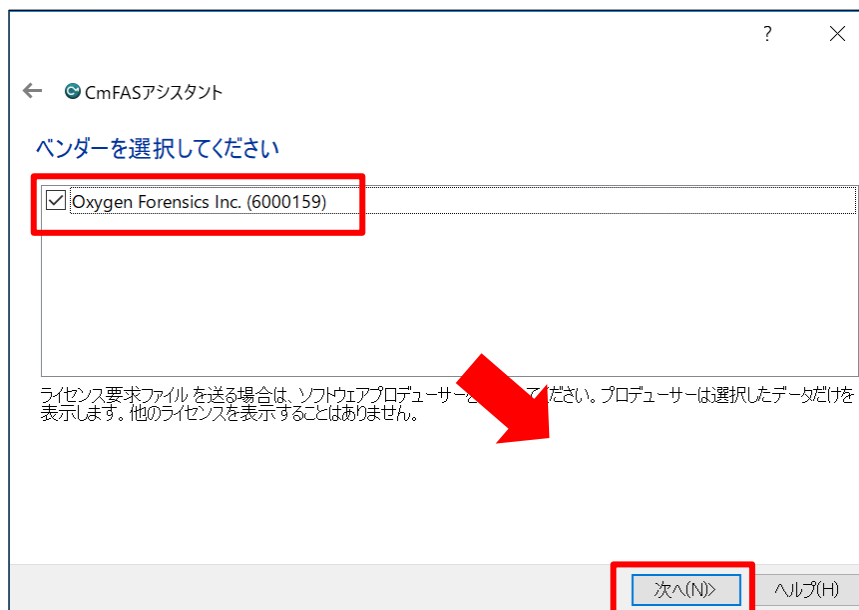 ?
CmFASアシスタント
ベンダーを選択してください
Oxygen Forensics Inc. (6000159)
ライセンス要求ファイル を送る場合は、ソフトウェアプロデューサー ください。プロデューサーは選択したデータだけを
表示します。他のライセンスを表示することはありません。
次へ(N)>
ヘルプ(H)